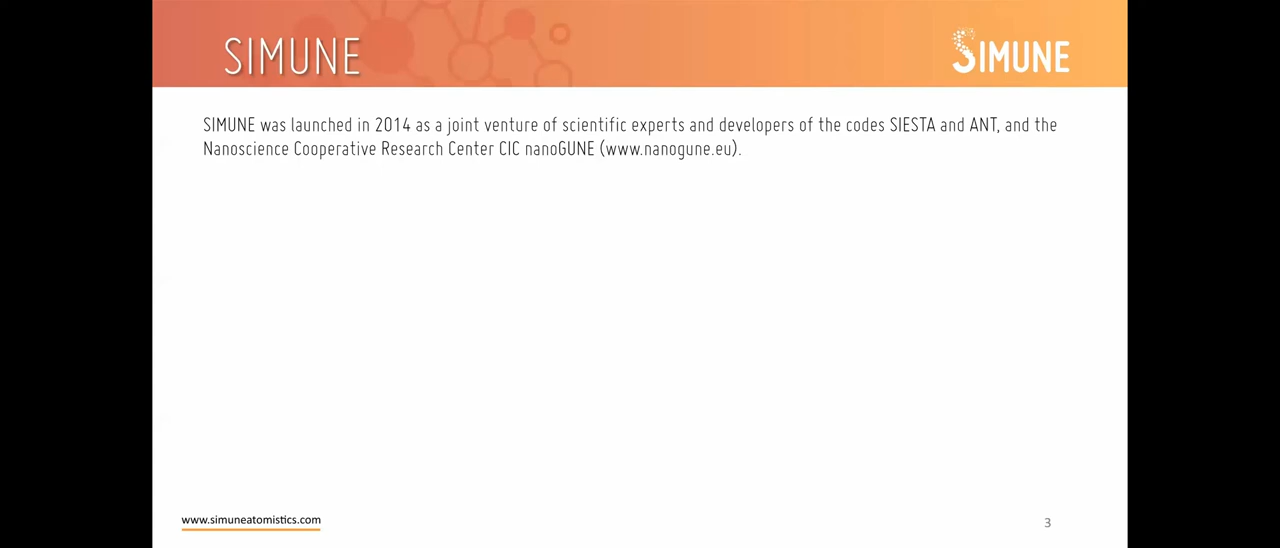 SIMUNE
SIMUNE
SIMUNE was launched in 2014 as a joint venture of scientific experts and developers of the codes SIESTA and ANT, and the
Nanoscience Cooperative Research Center CIC nanoGUNE (www.nanogune.eu).
www.simuneatomistics.com
3